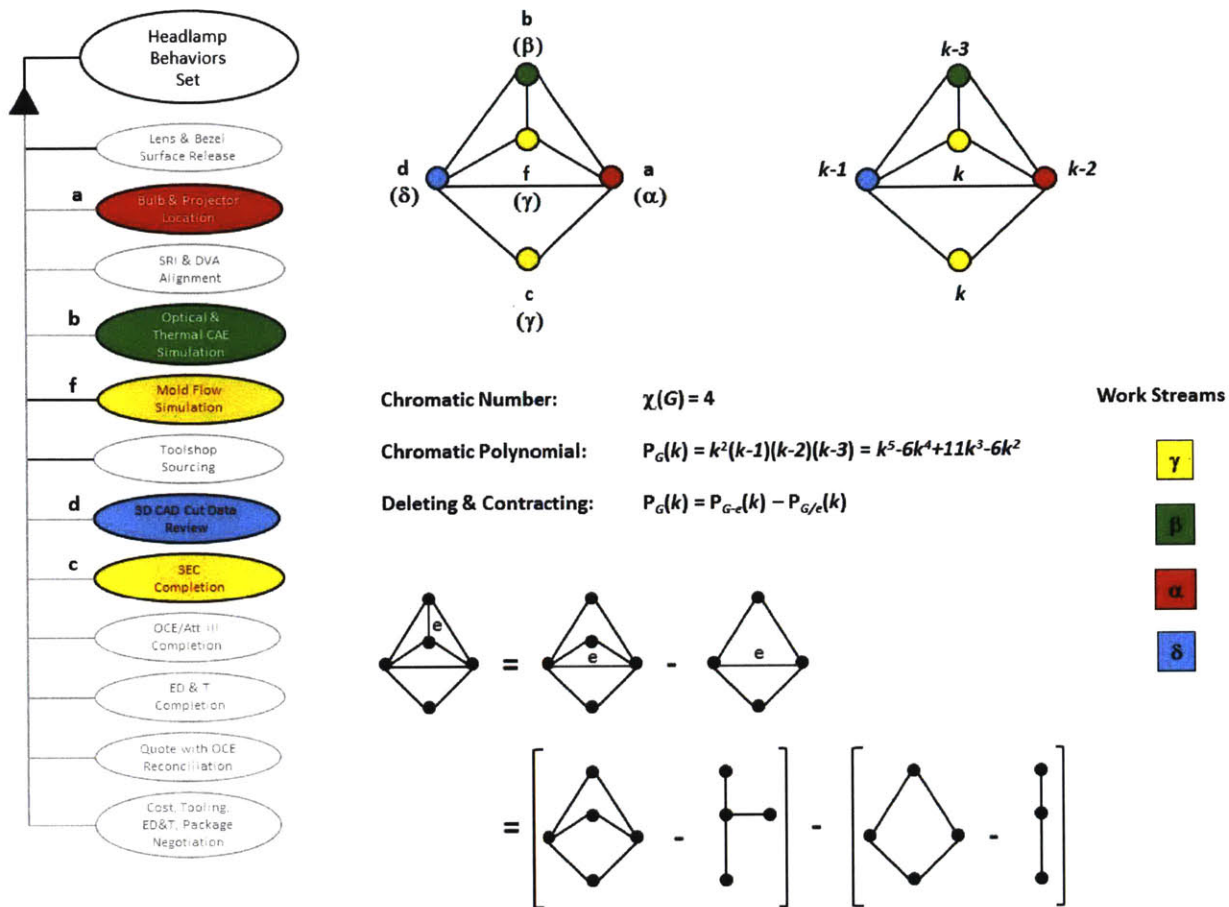 Headlamp
Behaviors
Set
Lens & Bezel
Surface Release
a
Bulb & Projector
Location
SRI & DVA
Alignment
b
Optical &
Thermal CAE
Simulation
f
Mold Flow
Simulation
Toolshop
Sourcing
d
3D CAD Cut Data
Review
c
SEC
Completion
OCE/Att III
Completion
ED & T
Completion
Quote with OCE
Reconciliation
Cost, Tooling,
ED&T, Package
Negotiation
b
(β)
d
(δ)
f
(γ)
a
(α)
c
(γ)
k-3
k-1
k
k-2
k
Chromatic Number: χ(G) = 4
Chromatic Polynomial: P_G(k) = k²(k-1)(k-2)(k-3) = k⁵-6k⁴+11k³-6k²
Deleting & Contracting: P_G(k) = P_{G-e}(k) – P_{G/e}(k)
Work Streams
γ
β
α
δ
e
=
e
-
e
=
-
-
-